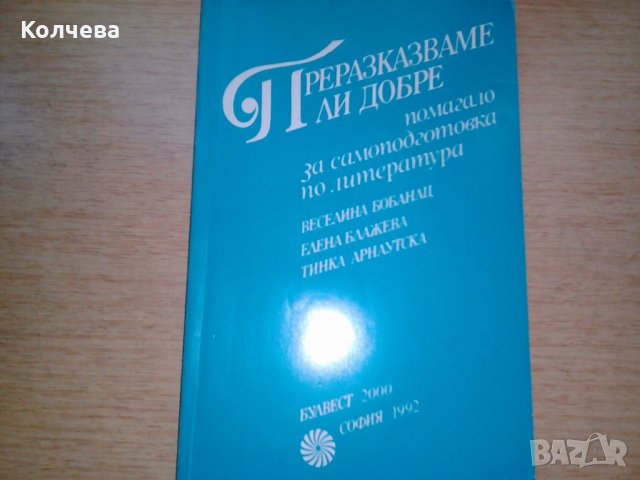 Колчева
ПРЕРАЗКАЗВАМЕ
ЛИ ДОБРЕ
помагало
за самоподготовка
по литература
ВЕСЕЛИНА БОБАНАЦ
ЕЛЕНА БЛАЖЕВА
ТИНКА АРНАУТСКА
БУЛВЕСТ 2000
СОФИЯ 1992
BAZAR